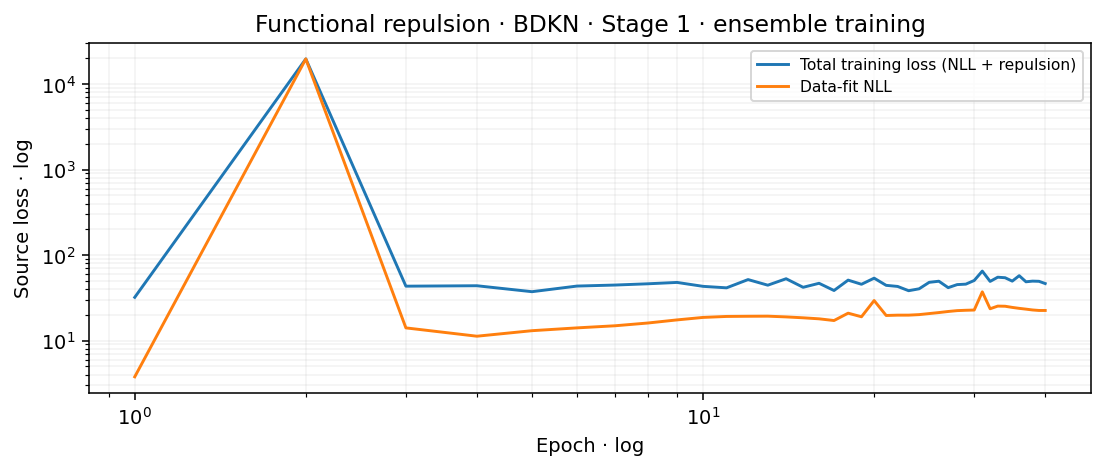 Functional repulsion · BDKN · Stage 1 · ensemble training
Total training loss (NLL + repulsion)
Data-fit NLL
Source loss · log
10⁴
10³
10²
10¹
10⁰ 10¹
Epoch · log